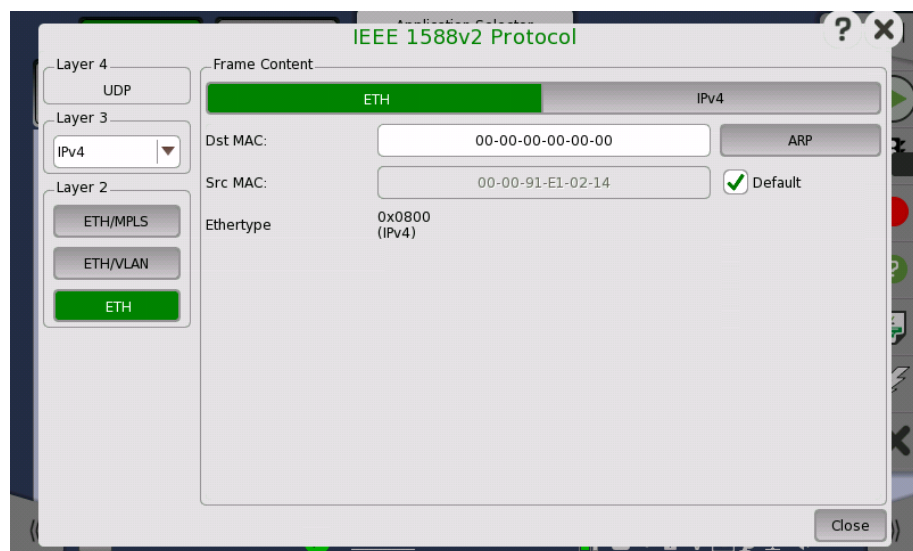 IEEE 1588v2 Protocol
?
Layer 4
UDP
Layer 3
IPv4
Layer 2
ETH/MPLS
ETH/VLAN
ETH
Frame Content
ETH
IPv4
Dst MAC:
00-00-00-00-00-00
ARP
Src MAC:
00-00-91-E1-02-14
Default
Ethertype
0x0800
(IPv4)
Close